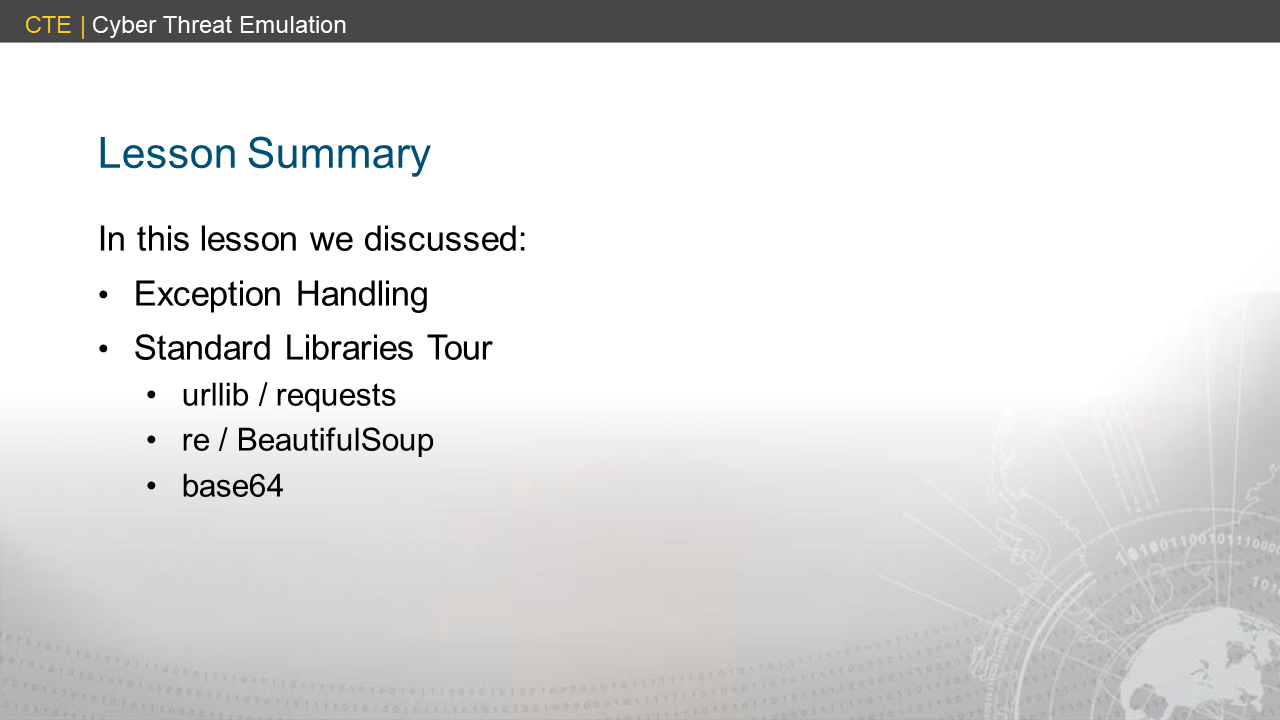 CTE | Cyber Threat Emulation
Lesson Summary
In this lesson we discussed:
• Exception Handling
• Standard Libraries Tour
• urllib / requests
• re / BeautifulSoup
• base64